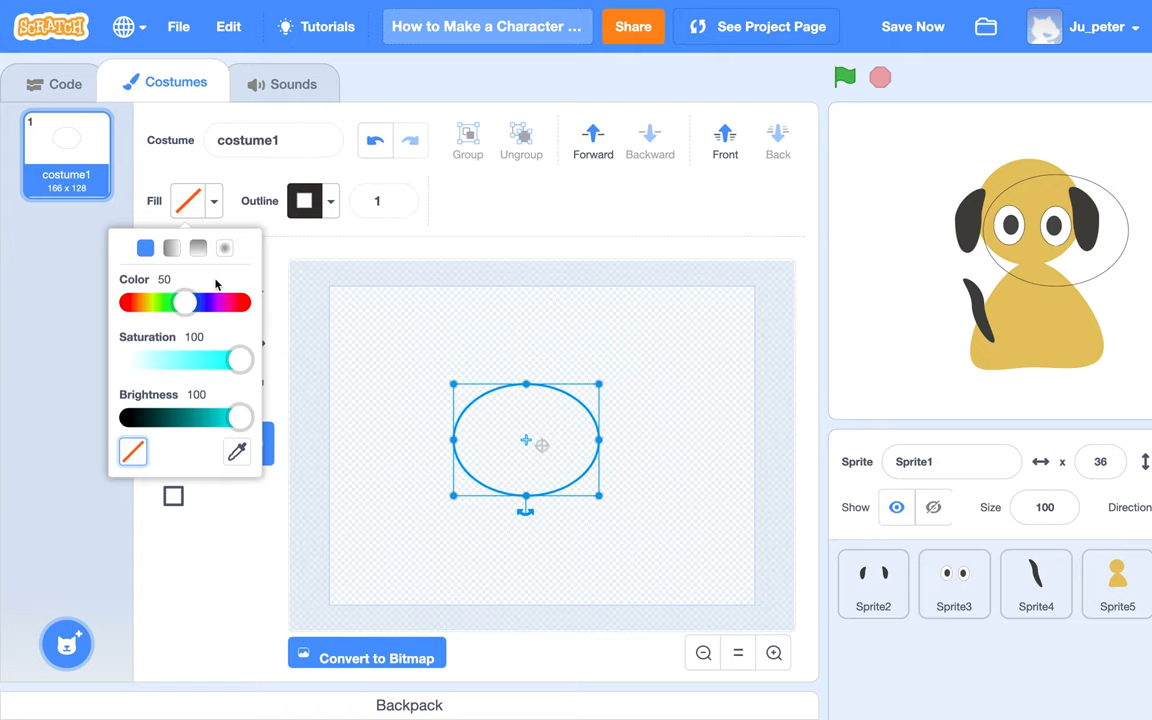 SCRATCH File Edit Tutorials How to Make a Character ... Share See Project Page Save Now Ju_peter
Code Costumes Sounds
1
costume1
166 x 128
Costume costume1 Group Ungroup Forward Backward Front Back
Fill Outline 1
Color 50
Saturation 100
Brightness 100
Convert to Bitmap
Backpack
Sprite Sprite1 x 36
Show Size 100 Direction
Sprite2 Sprite3 Sprite4 Sprite5